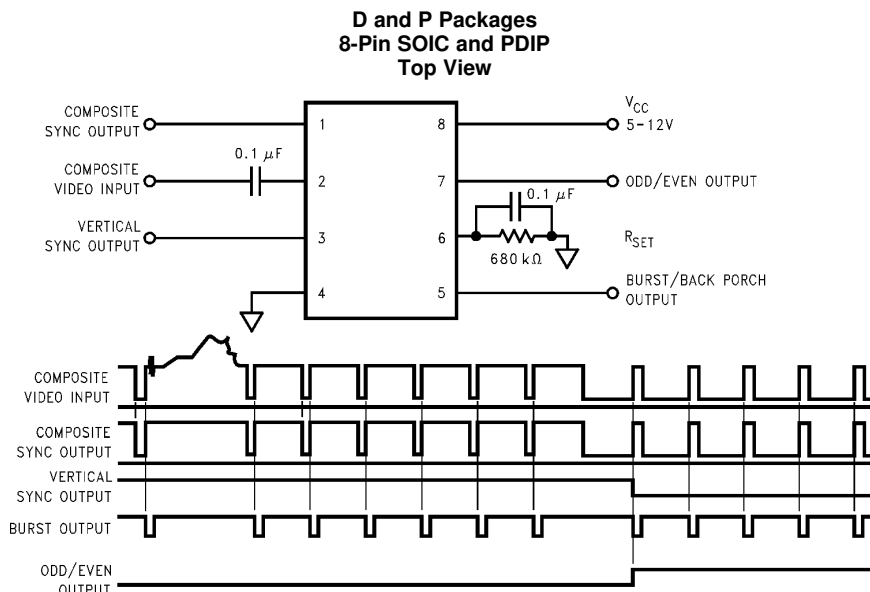 D and P Packages
8-Pin SOIC and PDIP
Top View
COMPOSITE
SYNC OUTPUT
1
8
V_CC
5–12V
0.1 μF
COMPOSITE
VIDEO INPUT
2
7
ODD/EVEN OUTPUT
0.1 μF
VERTICAL
SYNC OUTPUT
3
6
680 kΩ
R_SET
4
5
BURST/BACK PORCH
OUTPUT
COMPOSITE
VIDEO INPUT
COMPOSITE
SYNC OUTPUT
VERTICAL
SYNC OUTPUT
BURST OUTPUT
ODD/EVEN
OUTPUT